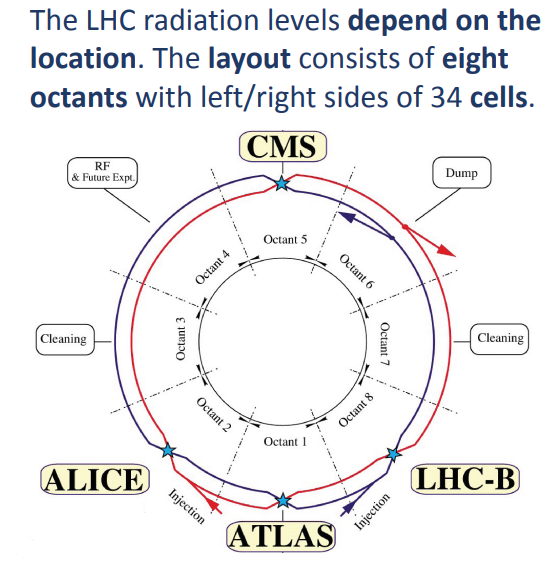 The LHC radiation levels depend on the
location. The layout consists of eight
octants with left/right sides of 34 cells.
CMS
RF
& Future Expt.
Dump
Octant 5
Octant 4
Octant 6
Cleaning
Octant 3
Octant 7
Cleaning
Octant 2
Octant 8
Octant 1
ALICE
LHC-B
Injection
Injection
ATLAS